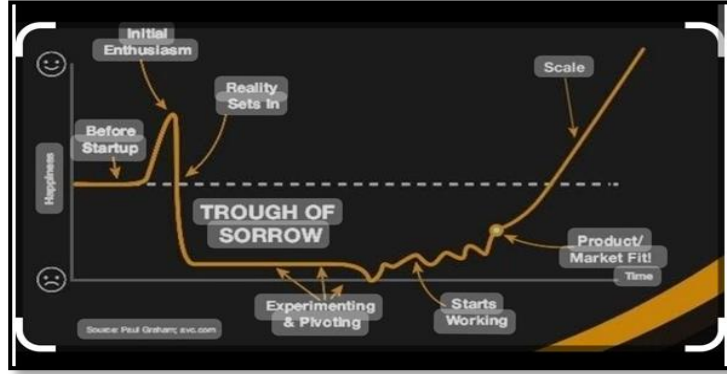 Initial
Enthusiasm
Reality
Sets In
Scale
Before
Startup
Happiness
TROUGH OF
SORROW
Product/
Market Fit!
Time
Experimenting
& Pivoting
Starts
Working
Source: Paul Graham; avc.com